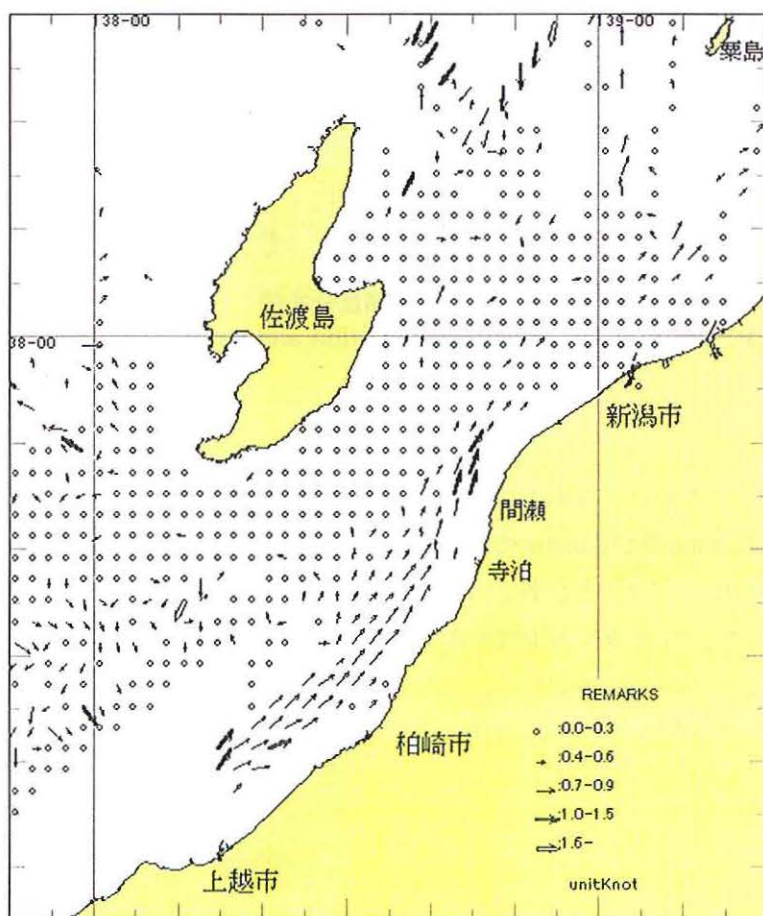 138-00
139-00
粟島
佐渡島
38-00
新潟市
間瀬
寺泊
柏崎市
上越市
REMARKS
:0.0-0.3
:0.4-0.6
:0.7-0.9
:1.0-1.5
:1.6-
unitKnot